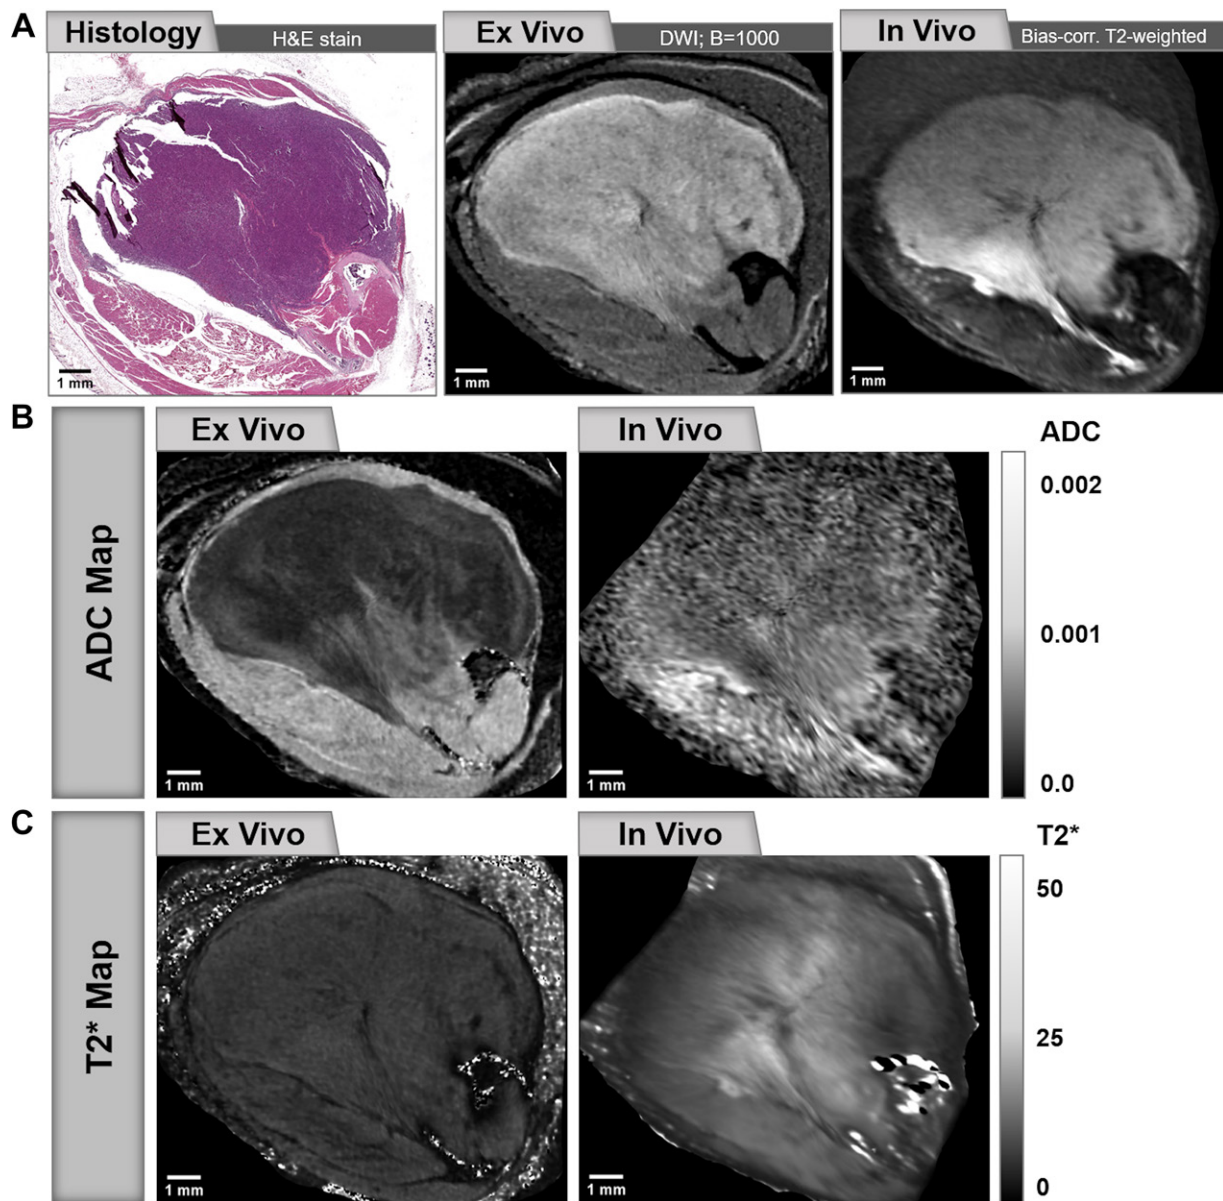 A
Histology
H&E stain
Ex Vivo
DWI; B=1000
In Vivo
Bias-corr. T2-weighted
1 mm
1 mm
1 mm
B
ADC Map
Ex Vivo
In Vivo
ADC
0.002
0.001
0.0
1 mm
1 mm
C
T2* Map
Ex Vivo
In Vivo
T2*
50
25
0
1 mm
1 mm